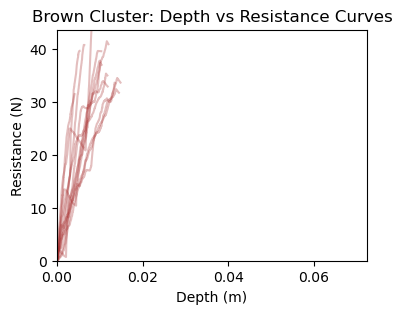 Brown Cluster: Depth vs Resistance Curves
Resistance (N)
40
30
20
10
0
0.00 0.02 0.04 0.06
Depth (m)